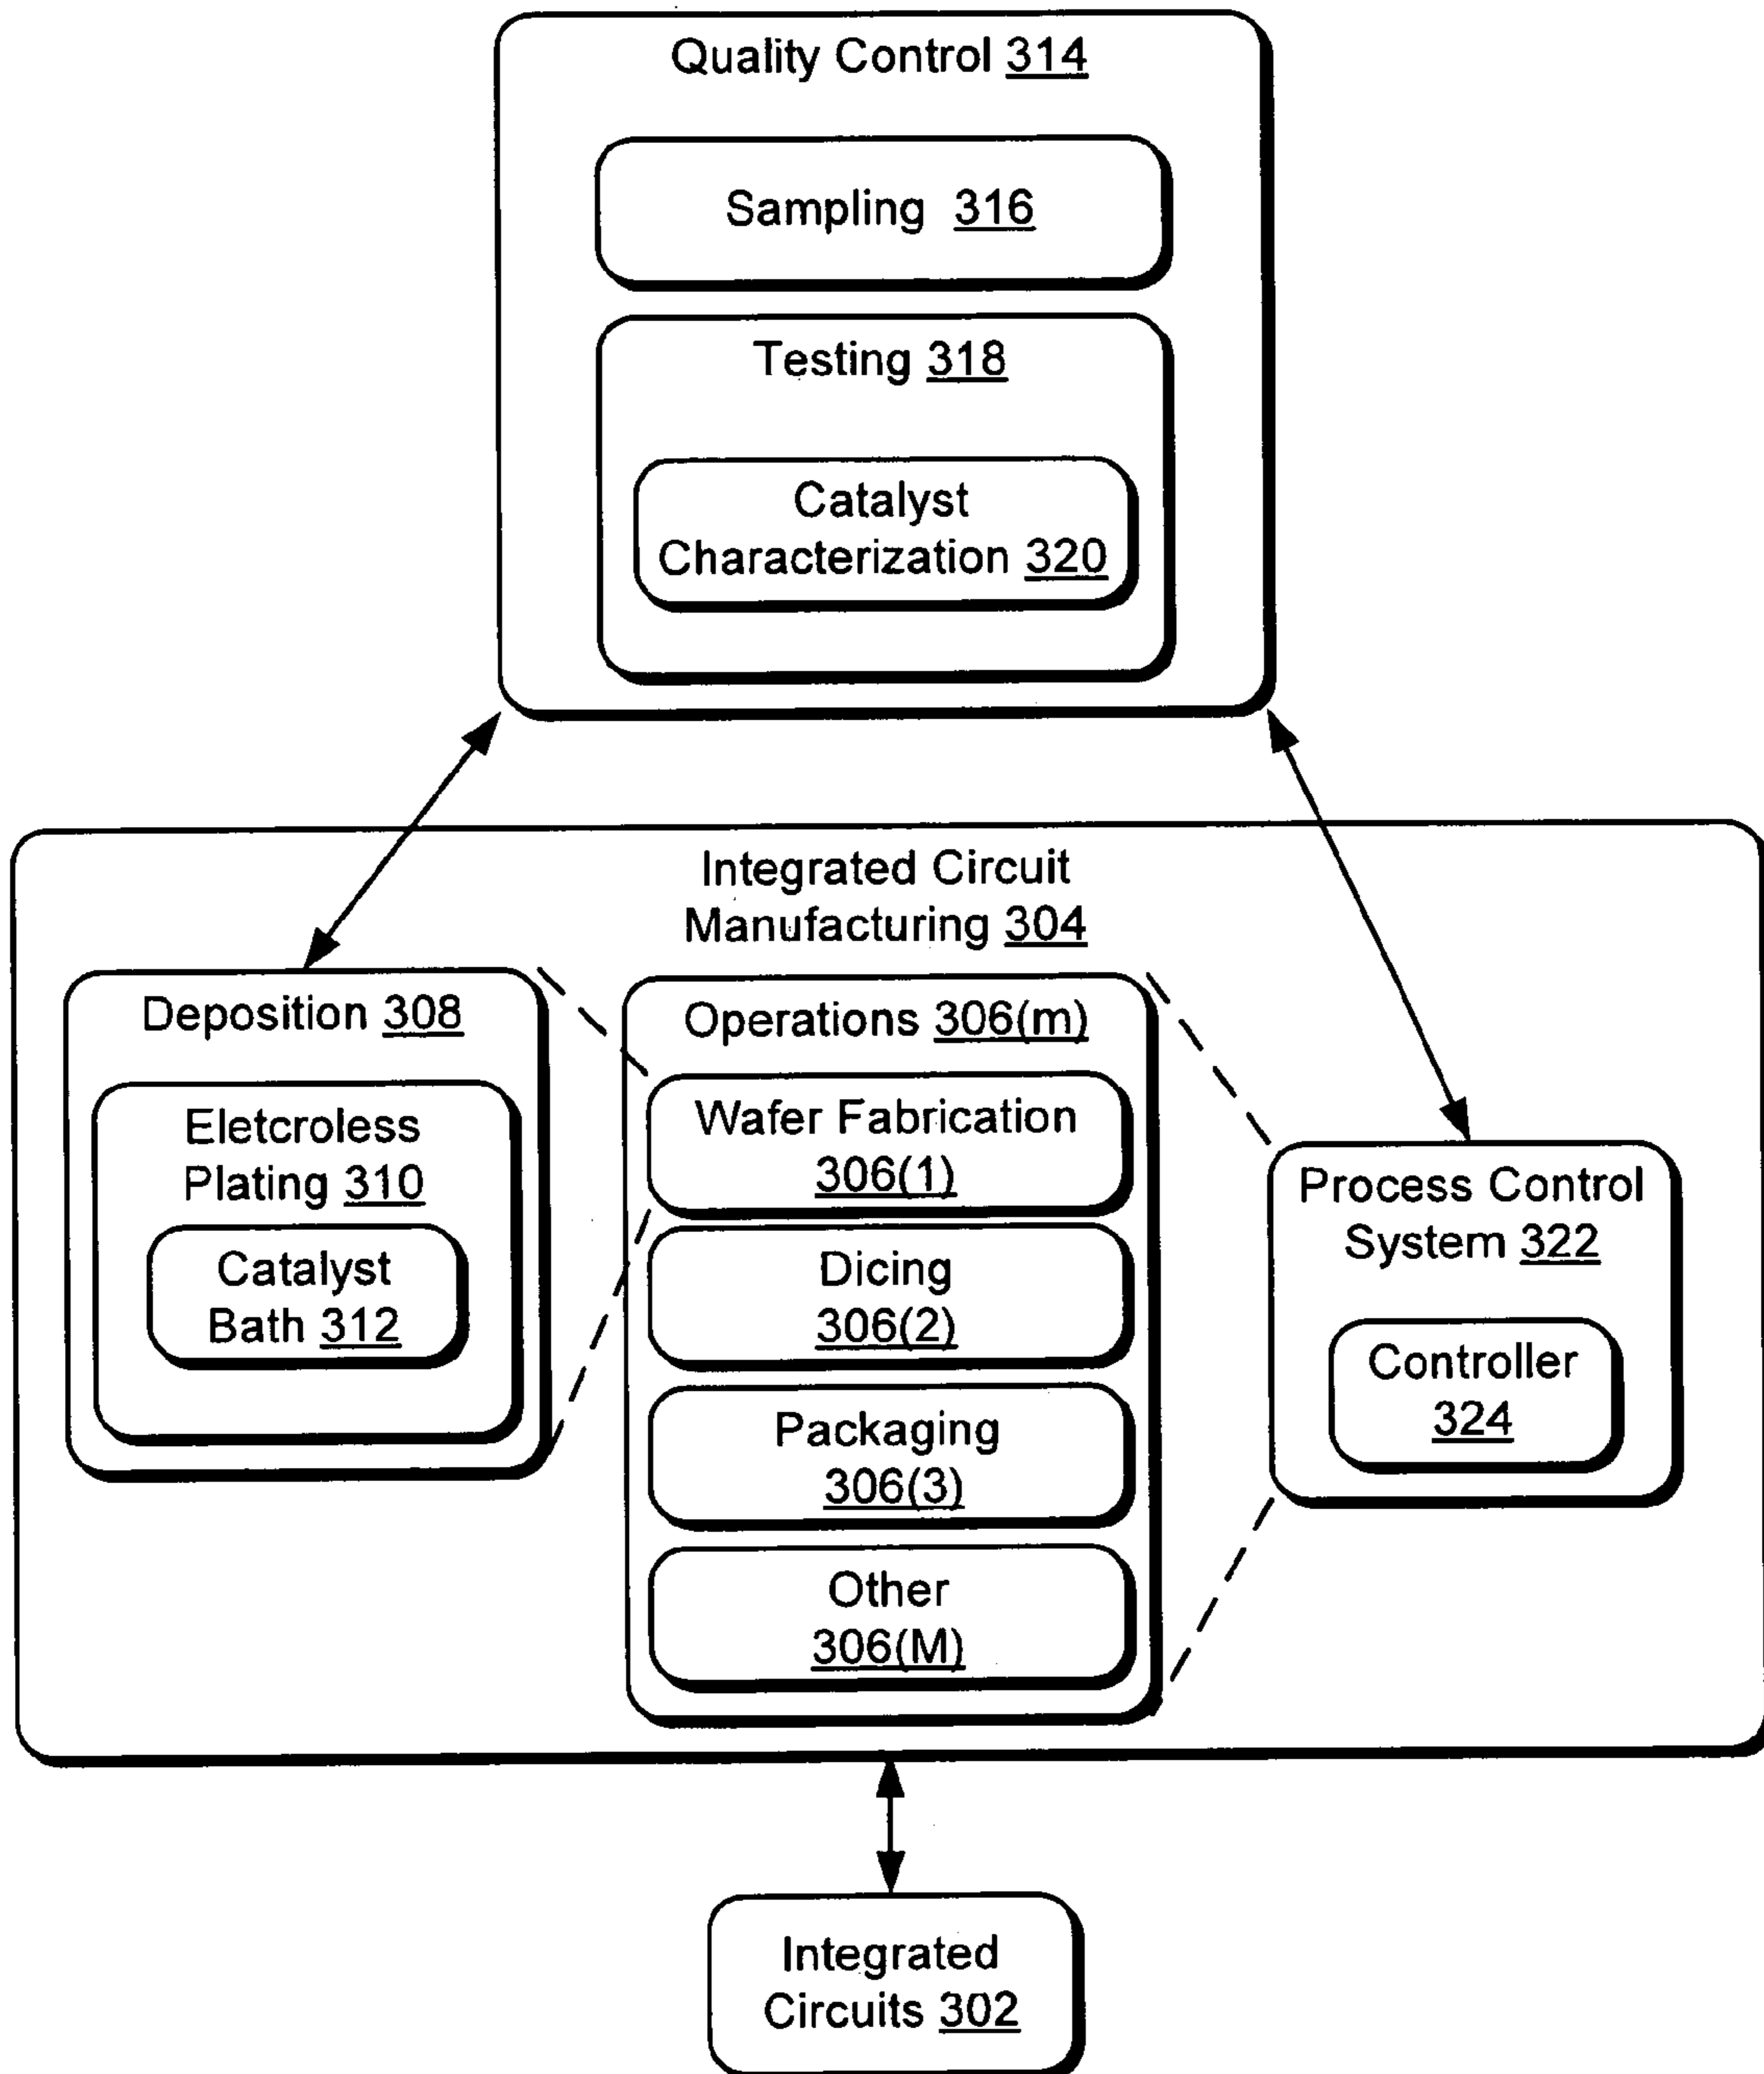 Quality Control 314
Sampling 316
Testing 318
Catalyst
Characterization 320
Integrated Circuit
Manufacturing 304
Deposition 308
Eletcroless
Plating 310
Catalyst
Bath 312
Operations 306(m)
Wafer Fabrication
306(1)
Dicing
306(2)
Packaging
306(3)
Other
306(M)
Process Control
System 322
Controller
324
Integrated
Circuits 302